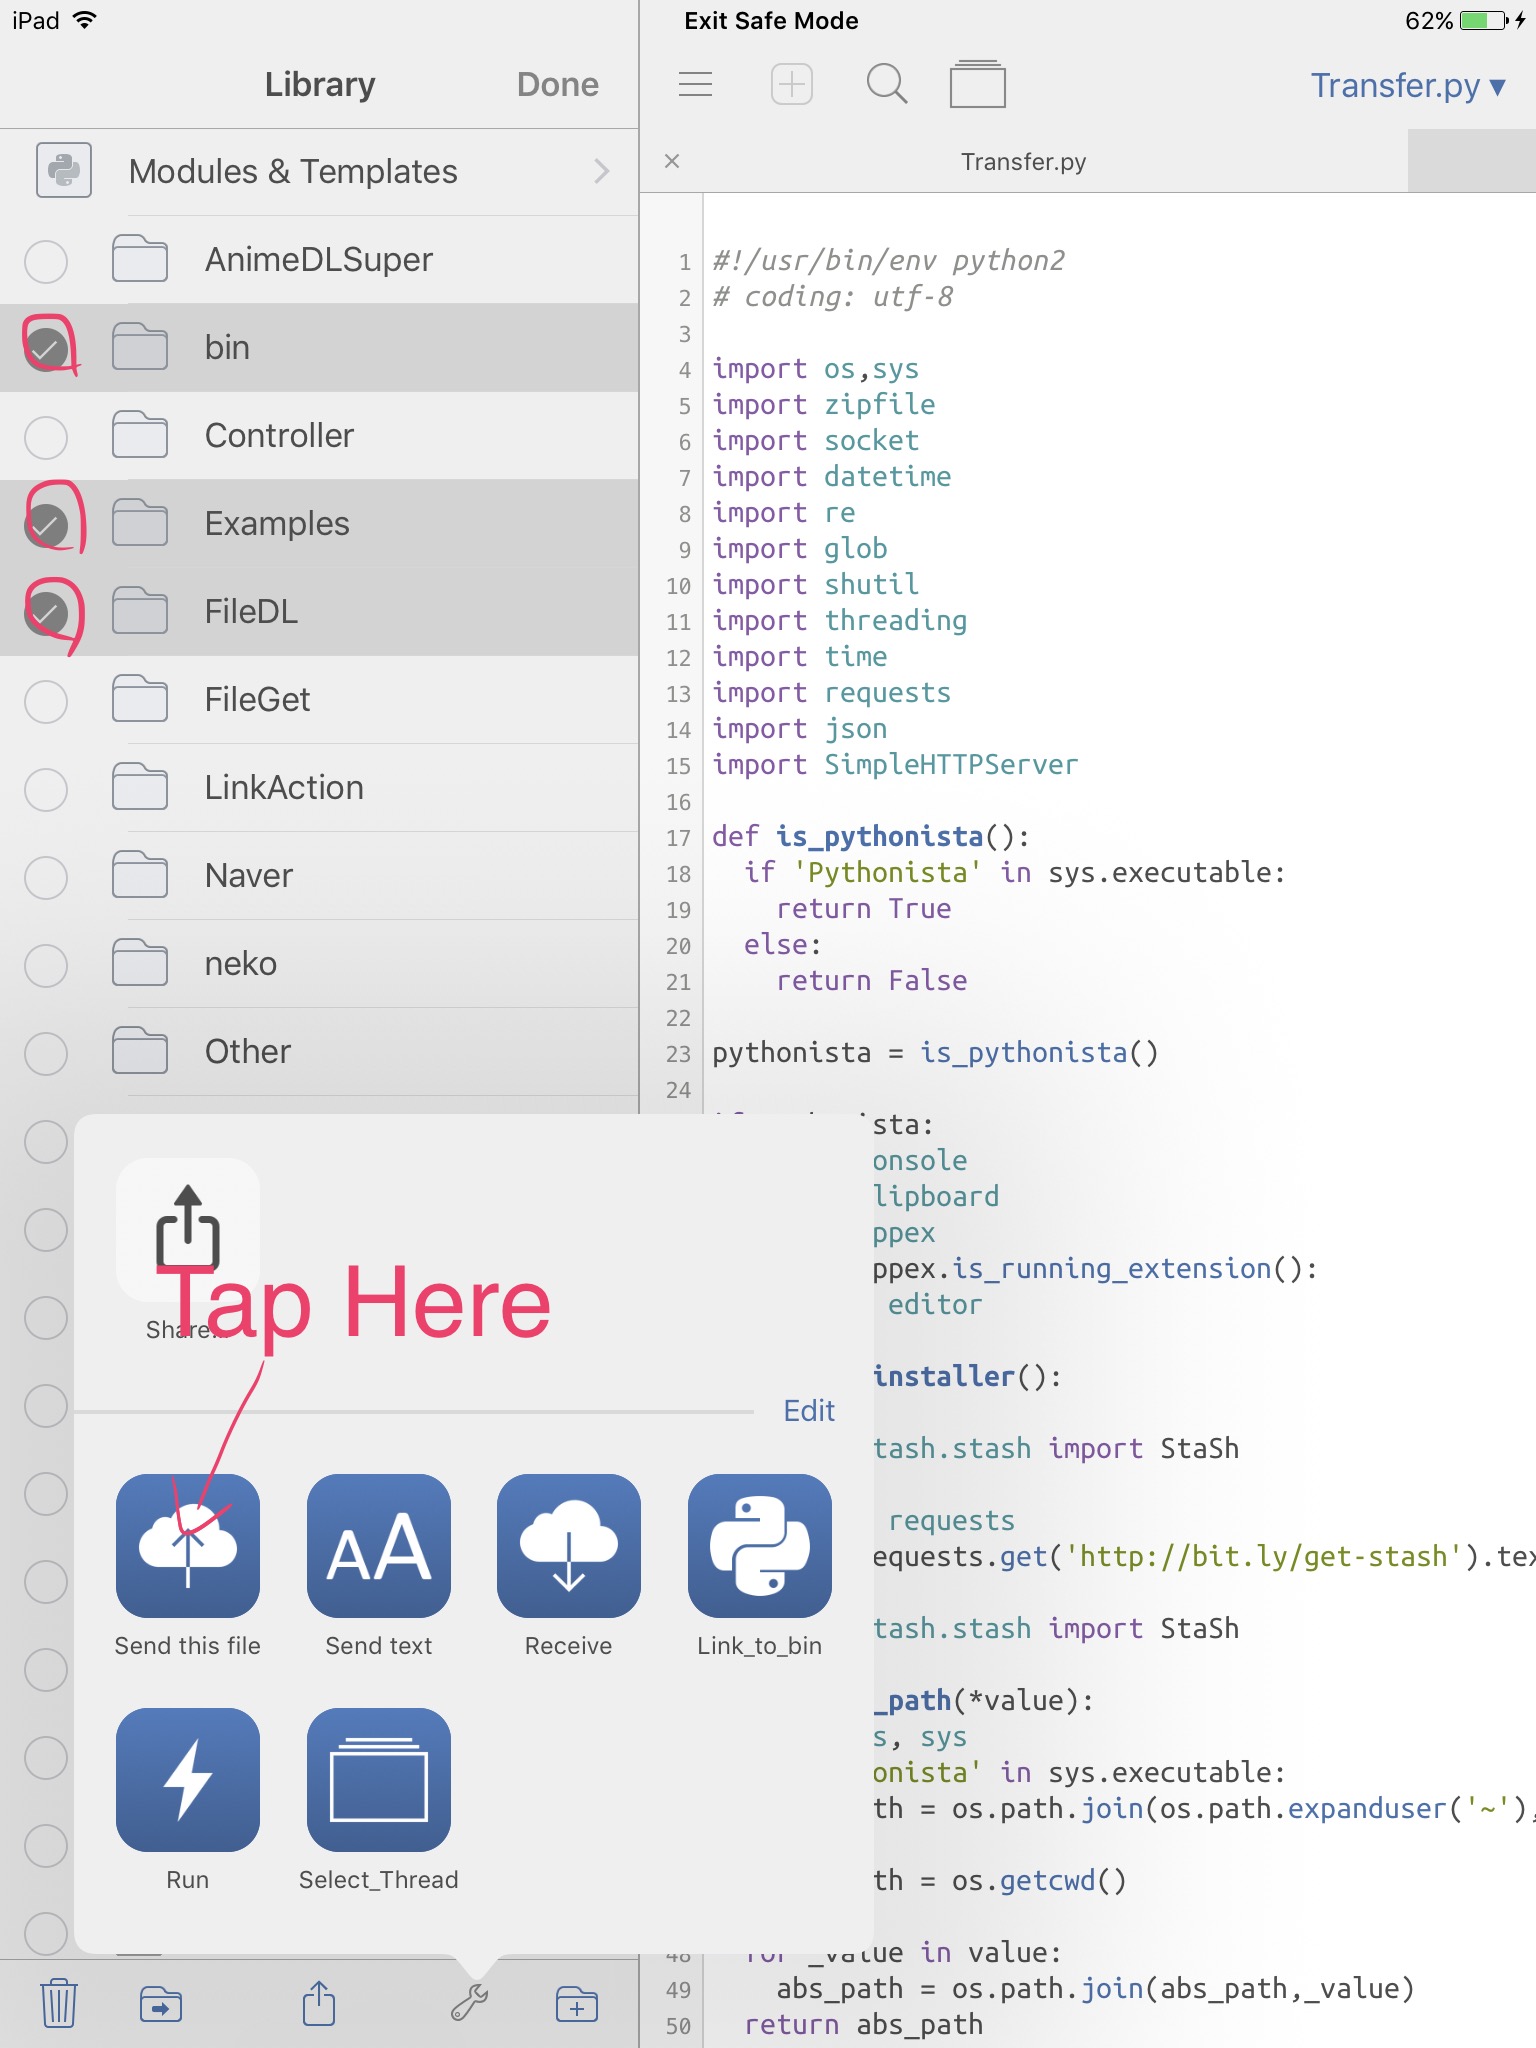 iPad
Exit Safe Mode
62%
Library
Done
Transfer.py ▾
Modules & Templates
× Transfer.py
AnimeDLSuper
bin
Controller
Examples
FileDL
FileGet
LinkAction
Naver
neko
Other
Share...
Tap Here
Edit
Send this file
Send text
Receive
Link_to_bin
Run
Select_Thread
1 #!/usr/bin/env python2
2 # coding: utf-8
3
4 import os,sys
5 import zipfile
6 import socket
7 import datetime
8 import re
9 import glob
10 import shutil
11 import threading
12 import time
13 import requests
14 import json
15 import SimpleHTTPServer
16
17 def is_pythonista():
18 if 'Pythonista' in sys.executable:
19 return True
20 else:
21 return False
22
23 pythonista = is_pythonista()
24
sta:
onsole
lipboard
ppex
ppex.is_running_extension():
editor
installer():
tash.stash import StaSh
requests
equests.get('http://bit.ly/get-stash').tex
tash.stash import StaSh
_path(*value):
s, sys
onista' in sys.executable:
th = os.path.join(os.path.expanduser('~'),
th = os.getcwd()
48 for _value in value:
49 abs_path = os.path.join(abs_path,_value)
50 return abs_path